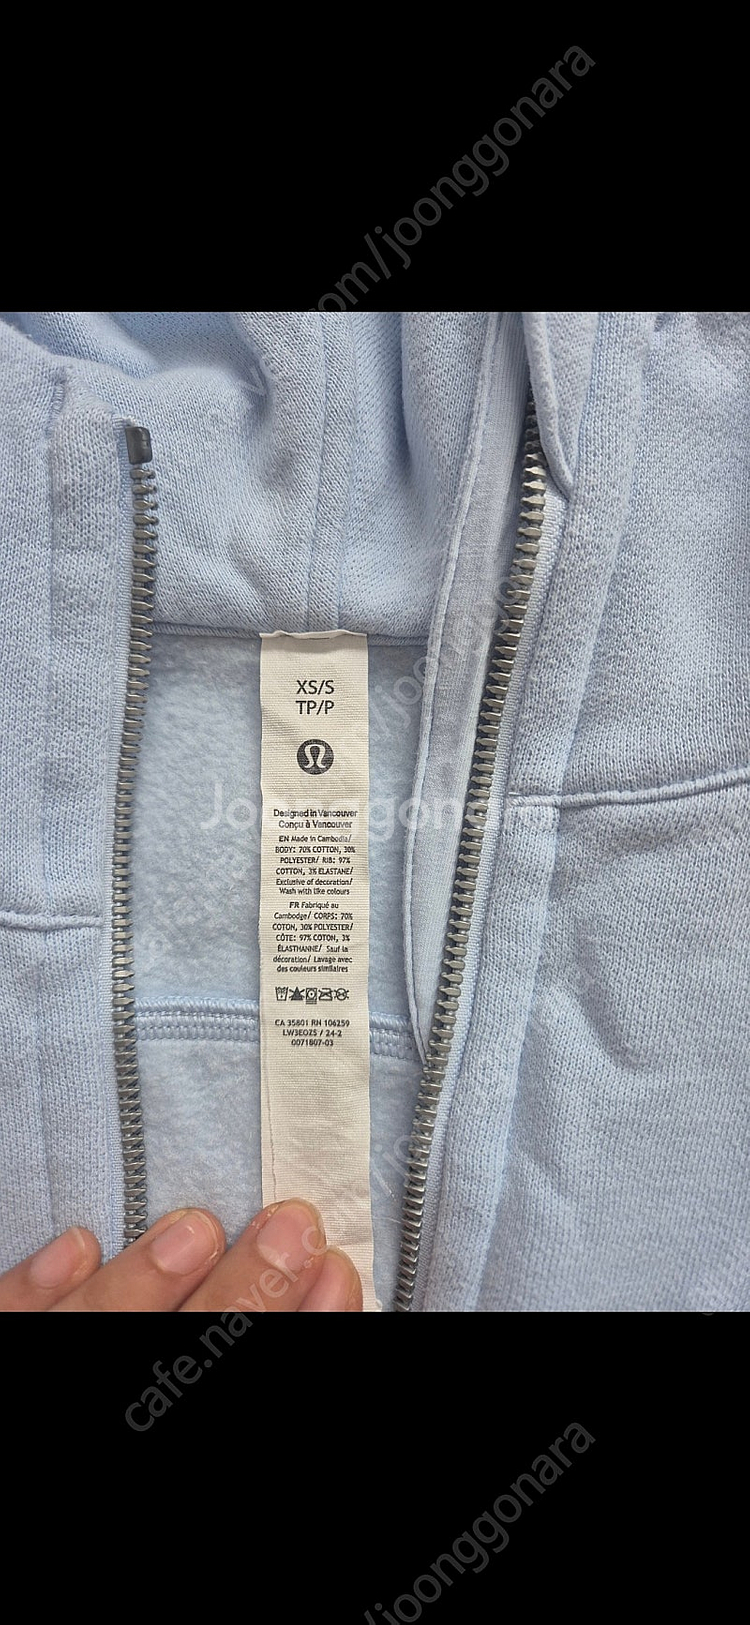 XS/S
TP/P
Designed in Vancouver
Conçu à Vancouver
EN Made in Cambodia/
BODY: 70% COTTON, 30%
POLYESTER/ RIB: 97%
COTTON, 3% ELASTANE/
Exclusive of decoration/
Wash with like colours
FR Fabriqué au
Cambodge/ CORPS: 70%
COTON, 30% POLYESTER/
CÔTE: 97% COTON, 3%
ÉLASTHANNE/ Sauf la
décoration/ Lavage avec
des couleurs similaires
CA 35801 RN 106259
LW3EOZS / 24-2
0071807-03
Joonggonara
cafe.naver.com/joonggonara